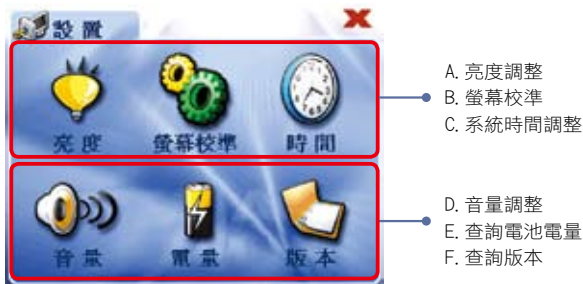 設置
亮度 螢幕校準 時間
音量 電量 版本
A. 亮度調整
B. 螢幕校準
C. 系統時間調整
D. 音量調整
E. 查詢電池電量
F. 查詢版本